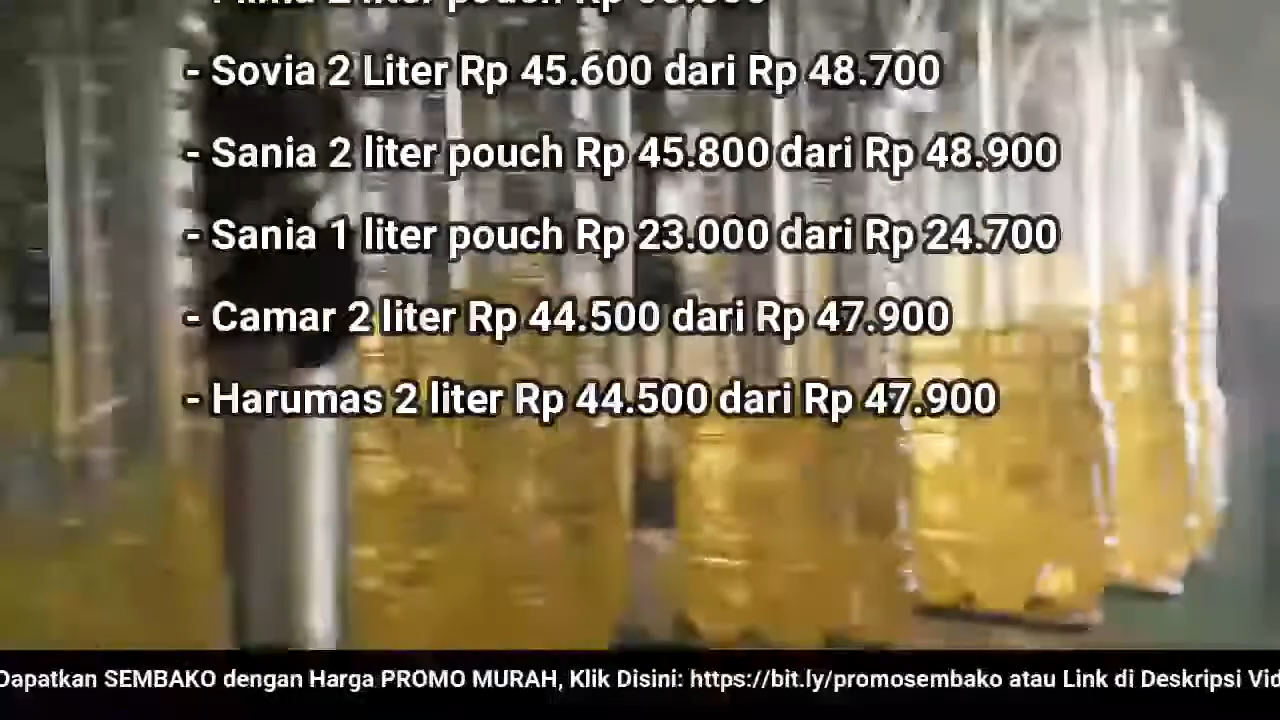 - Sovia 2 Liter Rp 45.600 dari Rp 48.700
- Sania 2 liter pouch Rp 45.800 dari Rp 48.900
- Sania 1 liter pouch Rp 23.000 dari Rp 24.700
- Camar 2 liter Rp 44.500 dari Rp 47.900
- Harumas 2 liter Rp 44.500 dari Rp 47.900
Dapatkan SEMBAKO dengan Harga PROMO MURAH, Klik Disini: https://bit.ly/promosembako atau Link di Deskripsi Vid